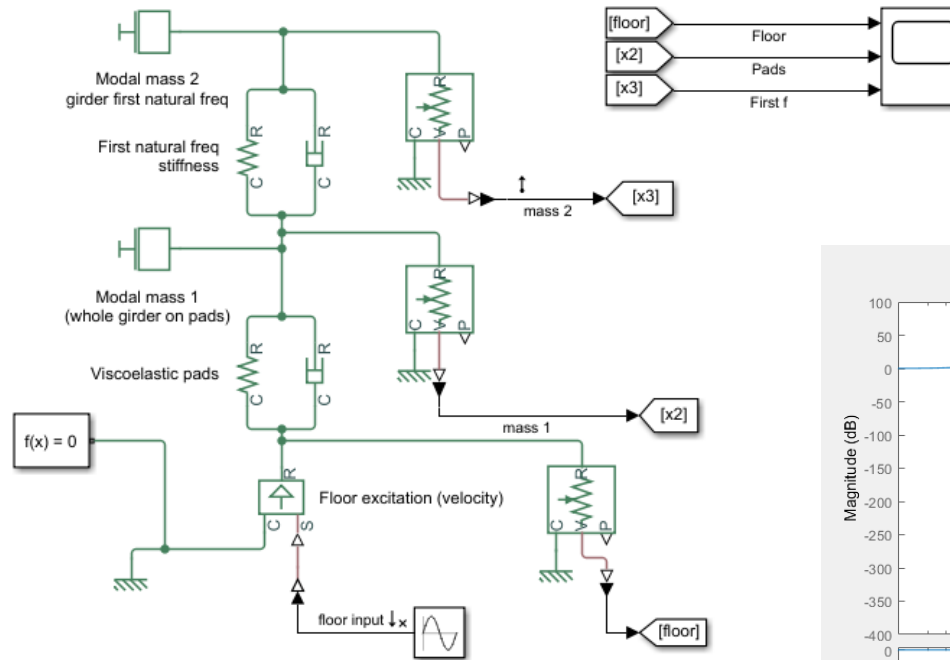 [floor]
Floor
[x2]
Pads
[x3]
First f
Modal mass 2
girder first natural freq
R
C
V
P
First natural freq
stiffness
R
R
C
C
mass 2
[x3]
Modal mass 1
(whole girder on pads)
R
C
V
P
Viscoelastic pads
R
R
C
C
mass 1
[x2]
f(x) = 0
R
C
S
Floor excitation (velocity)
R
C
V
P
floor input
[floor]
Magnitude (dB)
100
50
0
-50
-100
-150
-200
-250
-300
-350
-400
0